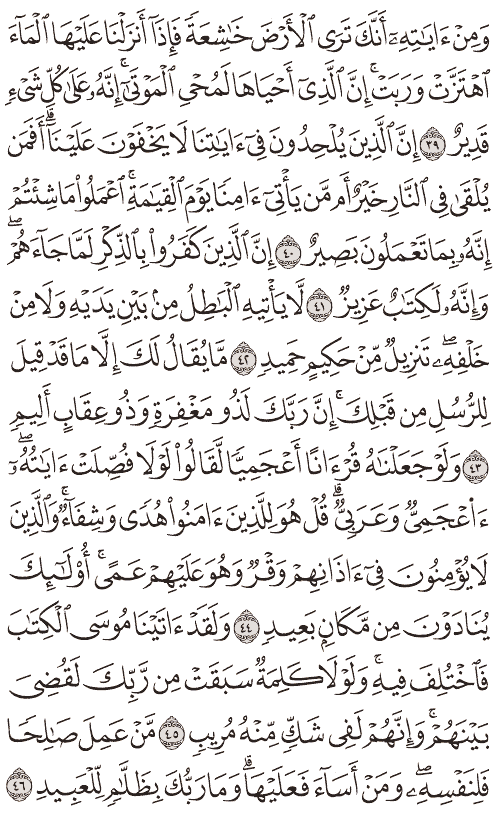 وَمِنْ ءَايَٰتِهِۦٓ أَنَّكَ تَرَى ٱلْأَرْضَ خَٰشِعَةً فَإِذَآ أَنزَلْنَا عَلَيْهَا ٱلْمَآءَ
ٱهْتَزَّتْ وَرَبَتْ ۚ إِنَّ ٱلَّذِىٓ أَحْيَاهَا لَمُحْىِ ٱلْمَوْتَىٰٓ ۚ إِنَّهُۥ عَلَىٰ كُلِّ شَىْءٍ
قَدِيرٌ ٣٩ إِنَّ ٱلَّذِينَ يُلْحِدُونَ فِىٓ ءَايَٰتِنَا لَا يَخْفَوْنَ عَلَيْنَآ ۗ أَفَمَن
يُلْقَىٰ فِى ٱلنَّارِ خَيْرٌ أَم مَّن يَأْتِىٓ ءَامِنًا يَوْمَ ٱلْقِيَٰمَةِ ۚ ٱعْمَلُوا۟ مَا شِئْتُمْ ۖ
إِنَّهُۥ بِمَا تَعْمَلُونَ بَصِيرٌ ٤٠ إِنَّ ٱلَّذِينَ كَفَرُوا۟ بِٱلذِّكْرِ لَمَّا جَآءَهُمْ ۖ
وَإِنَّهُۥ لَكِتَٰبٌ عَزِيزٌ ٤١ لَّا يَأْتِيهِ ٱلْبَٰطِلُ مِنۢ بَيْنِ يَدَيْهِ وَلَا مِنْ
خَلْفِهِۦ ۖ تَنزِيلٌ مِّنْ حَكِيمٍ حَمِيدٍ ٤٢ مَّا يُقَالُ لَكَ إِلَّا مَا قَدْ قِيلَ
لِلرُّسُلِ مِن قَبْلِكَ ۚ إِنَّ رَبَّكَ لَذُو مَغْفِرَةٍ وَذُو عِقَابٍ أَلِيمٍ
٤٣ وَلَوْ جَعَلْنَٰهُ قُرْءَانًا أَعْجَمِيًّا لَّقَالُوا۟ لَوْلَا فُصِّلَتْ ءَايَٰتُهُۥٓ ۖ
ءَا۬عْجَمِىٌّ وَعَرَبِىٌّ ۗ قُلْ هُوَ لِلَّذِينَ ءَامَنُوا۟ هُدًى وَشِفَآءٌ ۖ وَٱلَّذِينَ
لَا يُؤْمِنُونَ فِىٓ ءَاذَانِهِمْ وَقْرٌ وَهُوَ عَلَيْهِمْ عَمًى ۚ أُو۟لَٰٓئِكَ
يُنَادَوْنَ مِن مَّكَانٍۭ بَعِيدٍ ٤٤ وَلَقَدْ ءَاتَيْنَا مُوسَى ٱلْكِتَٰبَ
فَٱخْتُلِفَ فِيهِ ۗ وَلَوْلَا كَلِمَةٌ سَبَقَتْ مِن رَّبِّكَ لَقُضِىَ
بَيْنَهُمْ ۚ وَإِنَّهُمْ لَفِى شَكٍّ مِّنْهُ مُرِيبٍ ٤٥ مَّنْ عَمِلَ صَٰلِحًا
فَلِنَفْسِهِۦ ۖ وَمَنْ أَسَآءَ فَعَلَيْهَا ۗ وَمَا رَبُّكَ بِظَلَّٰمٍ لِّلْعَبِيدِ ٤٦